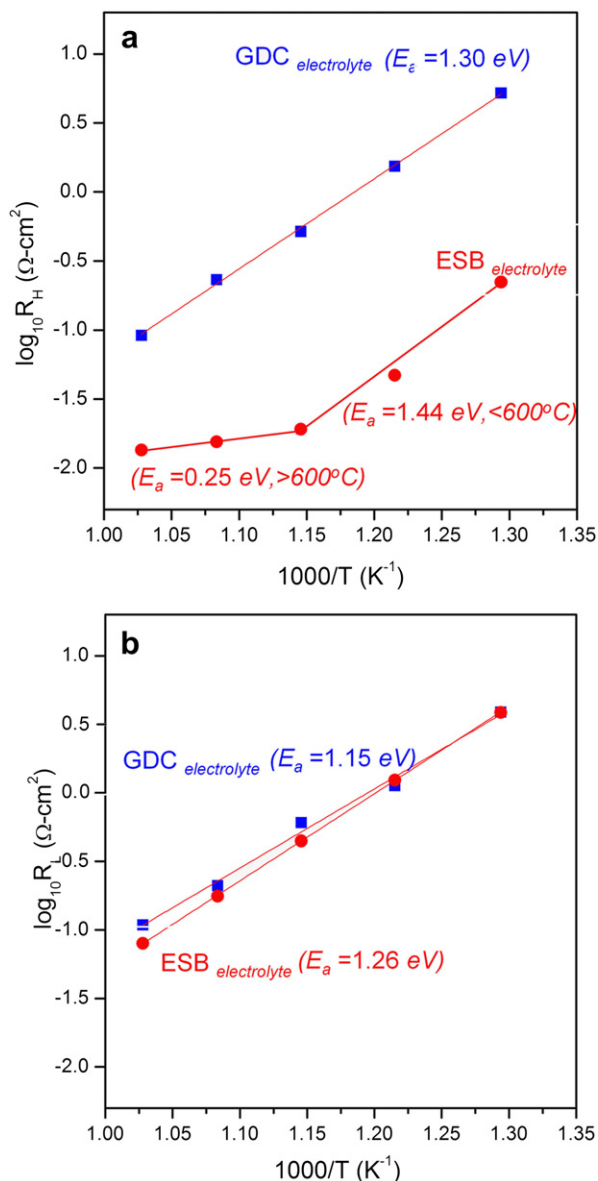 a
GDC electrolyte (Ea =1.30 eV)
1.0
0.5
0.0
-0.5
-1.0
-1.5
-2.0
log10RH (Ω-cm2)
ESB electrolyte
(Ea =1.44 eV,<600oC)
(Ea =0.25 eV,>600oC)
1.00 1.05 1.10 1.15 1.20 1.25 1.30 1.35
1000/T (K-1)
b
1.0
0.5
0.0
-0.5
-1.0
-1.5
-2.0
log10RL (Ω-cm2)
GDC electrolyte (Ea =1.15 eV)
ESB electrolyte (Ea =1.26 eV)
1.00 1.05 1.10 1.15 1.20 1.25 1.30 1.35
1000/T (K-1)